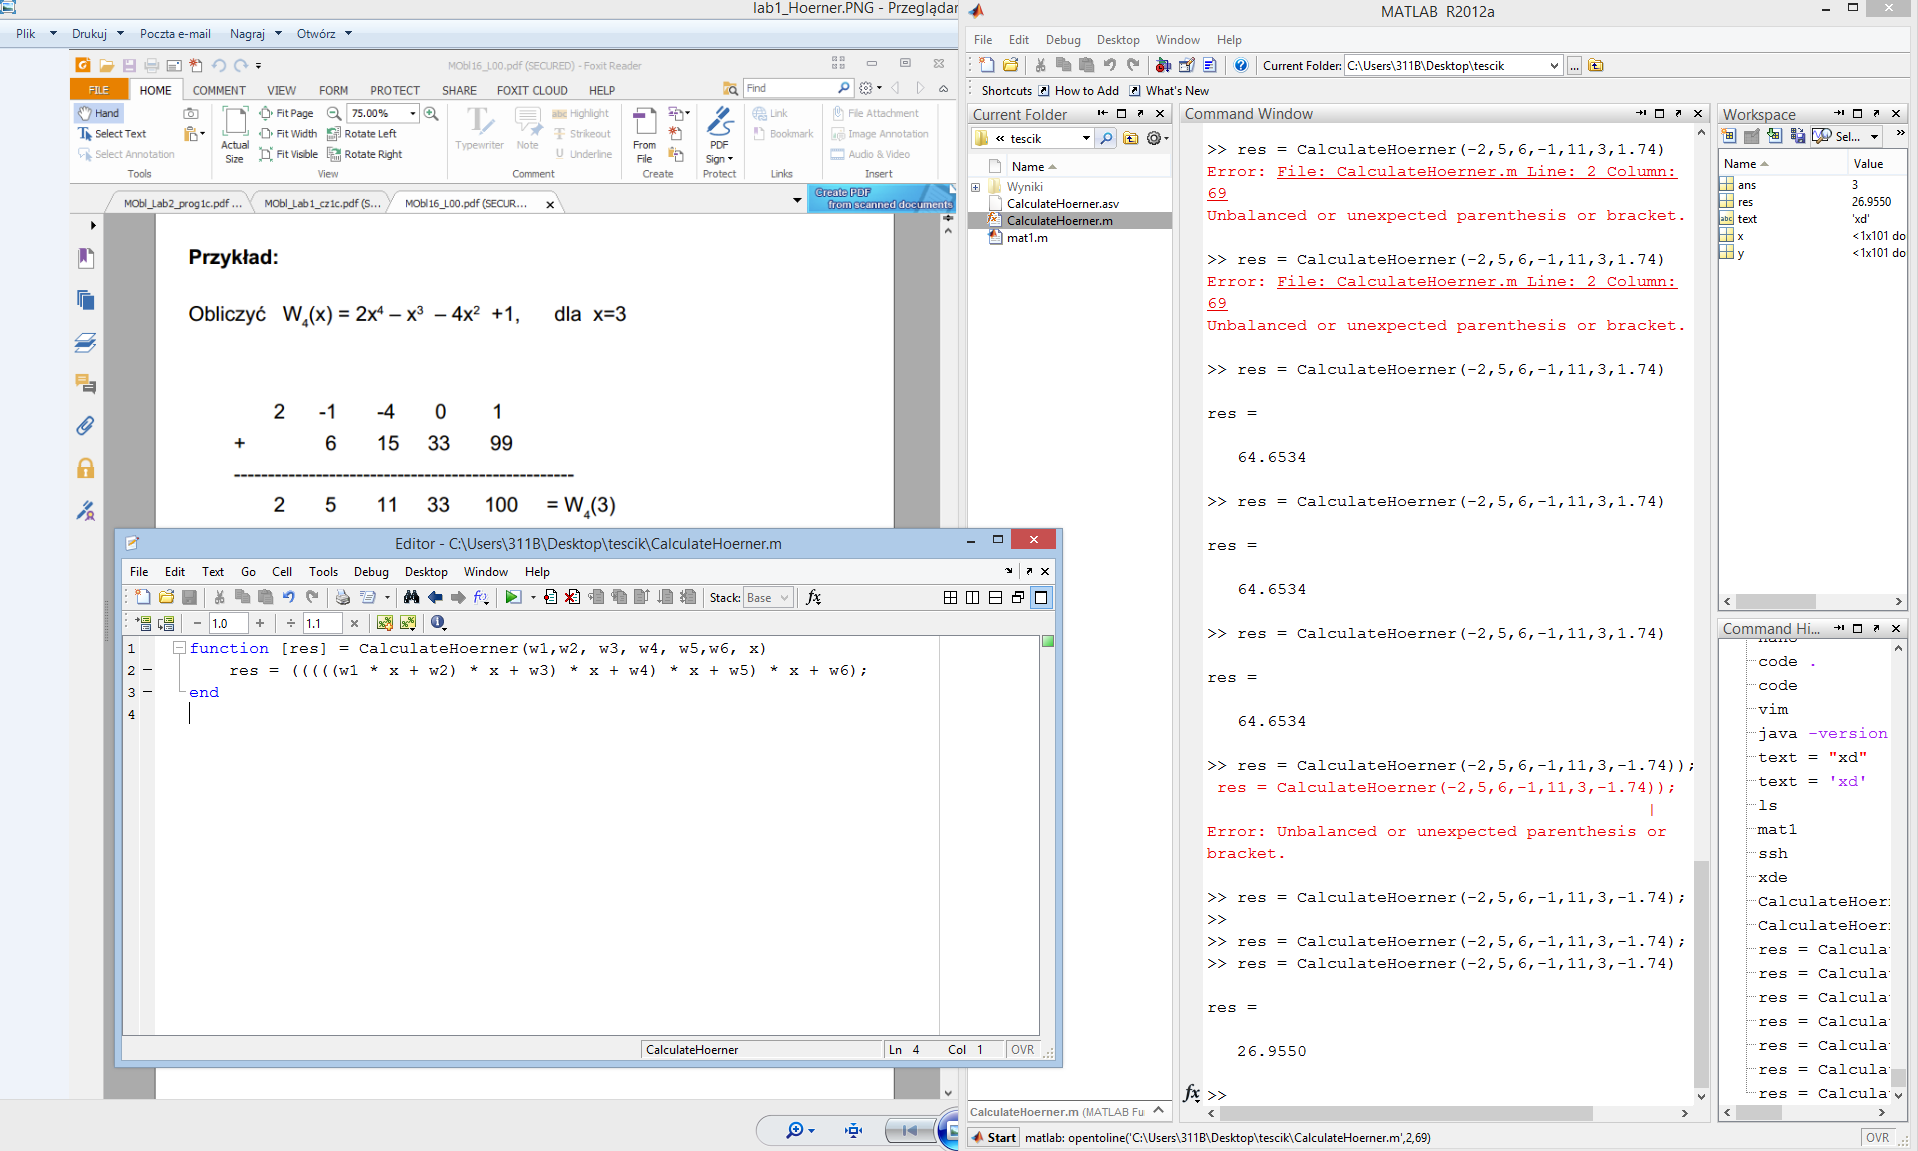 lab1_Hoerner.PNG - Przeglądar
Plik Drukuj Poczta e-mail Nagraj Otwórz
MObl16_L00.pdf (SECURED) - Foxit Reader
FILE HOME COMMENT VIEW FORM PROTECT SHARE FOXIT CLOUD HELP Find
Hand
Select Text
Select Annotation
Tools
Actual Size
Fit Page
Fit Width
Fit Visible
75.00%
Rotate Left
Rotate Right
View
Typewriter
Note
Highlight
Strikeout
Underline
Comment
From File
Create
PDF Sign
Protect
Link
Bookmark
Links
File Attachment
Image Annotation
Audio & Video
Insert
MObl_Lab2_prog1c.pdf ... MObl_Lab1_cz1c.pdf (S... MObl16_L00.pdf (SECUR...
Create PDF
from scanned documents
Przykład:
Obliczyć W4(x) = 2x4 – x3 – 4x2 +1, dla x=3
2 -1 -4 0 1
+ 6 15 33 99
--------------------------------------------------
2 5 11 33 100 = W4(3)
Editor - C:\Users\311B\Desktop\tescik\CalculateHoerner.m
File Edit Text Go Cell Tools Debug Desktop Window Help
Stack: Base fx
− 1.0 + ÷ 1.1 ×
1 function [res] = CalculateHoerner(w1,w2, w3, w4, w5,w6, x)
2 − res = (((((w1 * x + w2) * x + w3) * x + w4) * x + w5) * x + w6);
3 − end
4
CalculateHoerner Ln 4 Col 1 OVR
MATLAB R2012a
File Edit Debug Desktop Window Help
Current Folder: C:\Users\311B\Desktop\tescik ...
Shortcuts How to Add What's New
Current Folder
« tescik
Name
Wyniki
CalculateHoerner.asv
CalculateHoerner.m
mat1.m
CalculateHoerner.m (MATLAB Fu
Command Window
>> res = CalculateHoerner(-2,5,6,-1,11,3,1.74)
Error: File: CalculateHoerner.m Line: 2 Column:
69
Unbalanced or unexpected parenthesis or bracket.
>> res = CalculateHoerner(-2,5,6,-1,11,3,1.74)
Error: File: CalculateHoerner.m Line: 2 Column:
69
Unbalanced or unexpected parenthesis or bracket.
>> res = CalculateHoerner(-2,5,6,-1,11,3,1.74)
res =
64.6534
>> res = CalculateHoerner(-2,5,6,-1,11,3,1.74)
res =
64.6534
>> res = CalculateHoerner(-2,5,6,-1,11,3,1.74)
res =
64.6534
>> res = CalculateHoerner(-2,5,6,-1,11,3,-1.74));
res = CalculateHoerner(-2,5,6,-1,11,3,-1.74));
|
Error: Unbalanced or unexpected parenthesis or
bracket.
>> res = CalculateHoerner(-2,5,6,-1,11,3,-1.74);
>>
>> res = CalculateHoerner(-2,5,6,-1,11,3,-1.74);
>> res = CalculateHoerner(-2,5,6,-1,11,3,-1.74)
res =
26.9550
fx >>
Workspace
Sel... »
Name Value
ans 3
res 26.9550
text 'xd'
x <1x101 do
y <1x101 do
Command Hi...
code .
code
vim
java -version
text = "xd"
text = 'xd'
ls
mat1
ssh
xde
CalculateHoer
CalculateHoer
res = Calcula
res = Calcula
res = Calcula
res = Calcula
res = Calcula
res = Calcula
res = Calcula
Start matlab: opentoline('C:\Users\311B\Desktop\tescik\CalculateHoerner.m',2,69) OVR